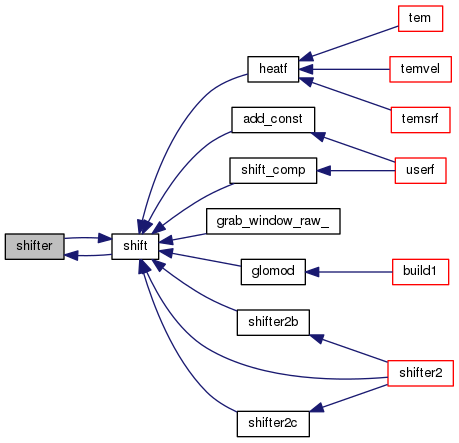 tem
heatf
temvel
add_const
temsrf
shift_comp
userf
grab_window_raw_
shifter
shift
glomod
build1
shifter2b
shifter2
shifter2c